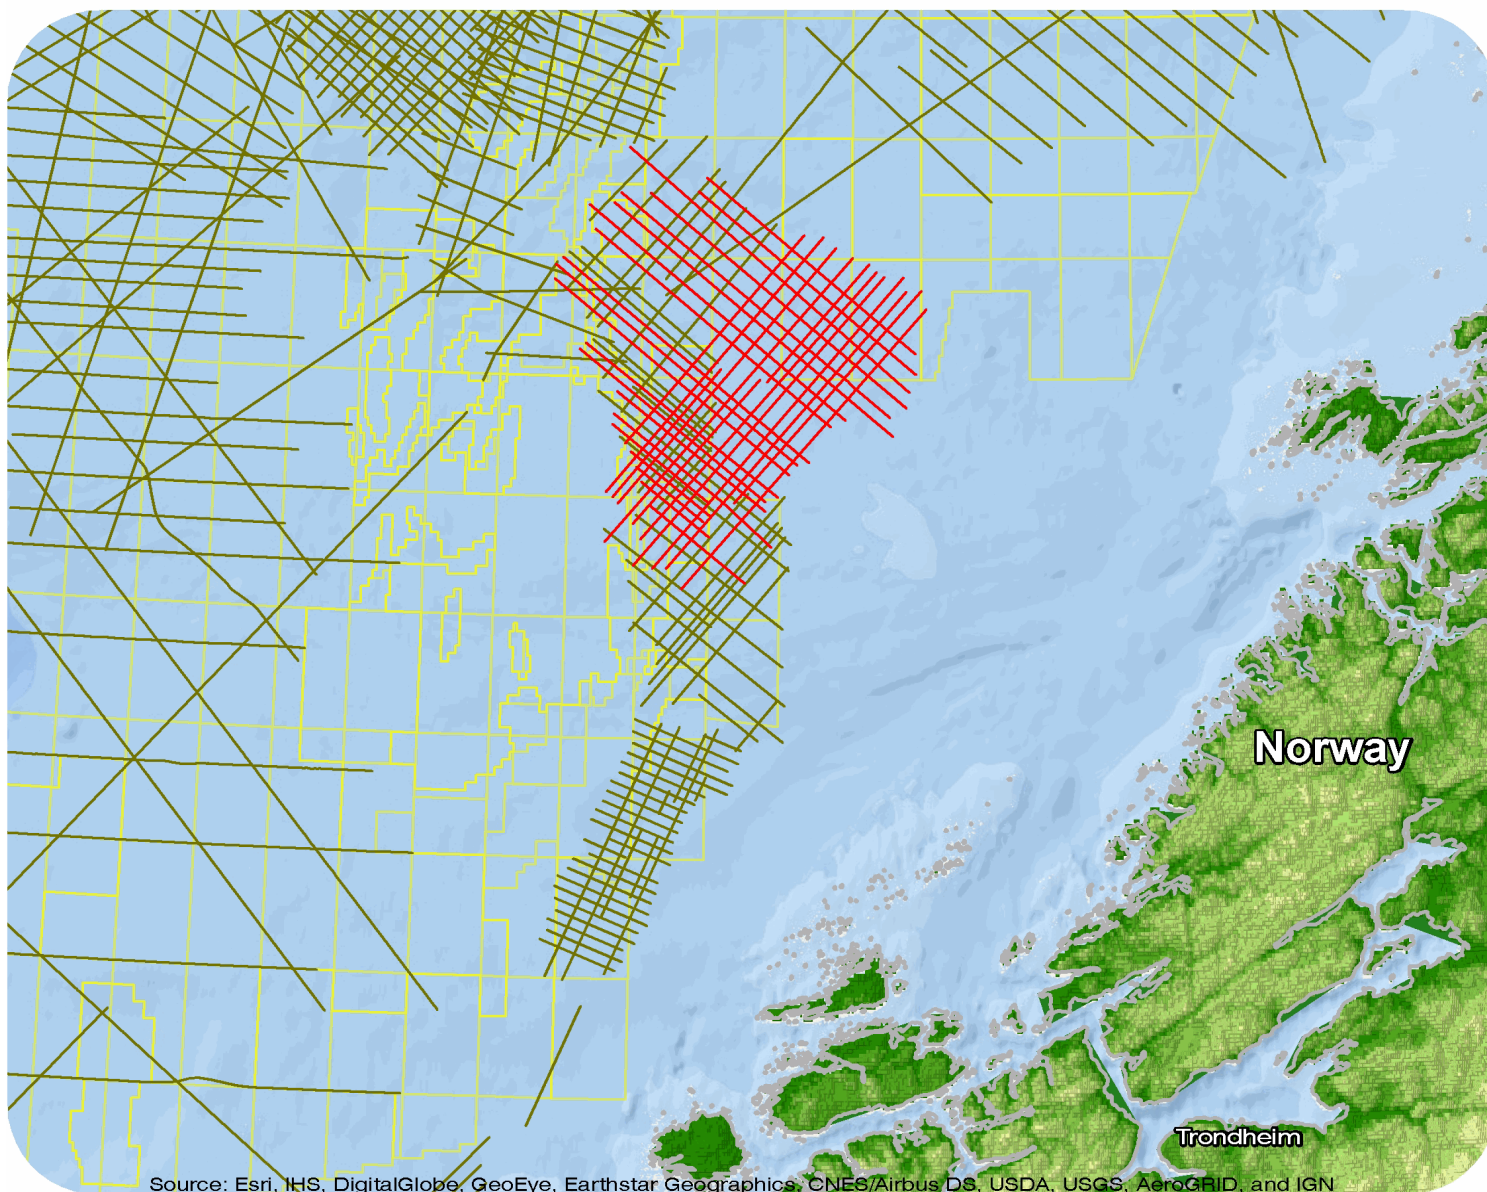 Norway
Trondheim
Source: Esri, IHS, DigitalGlobe, GeoEye, Earthstar Geographics, CNES/Airbus DS, USDA, USGS, AeroGRID, and IGN